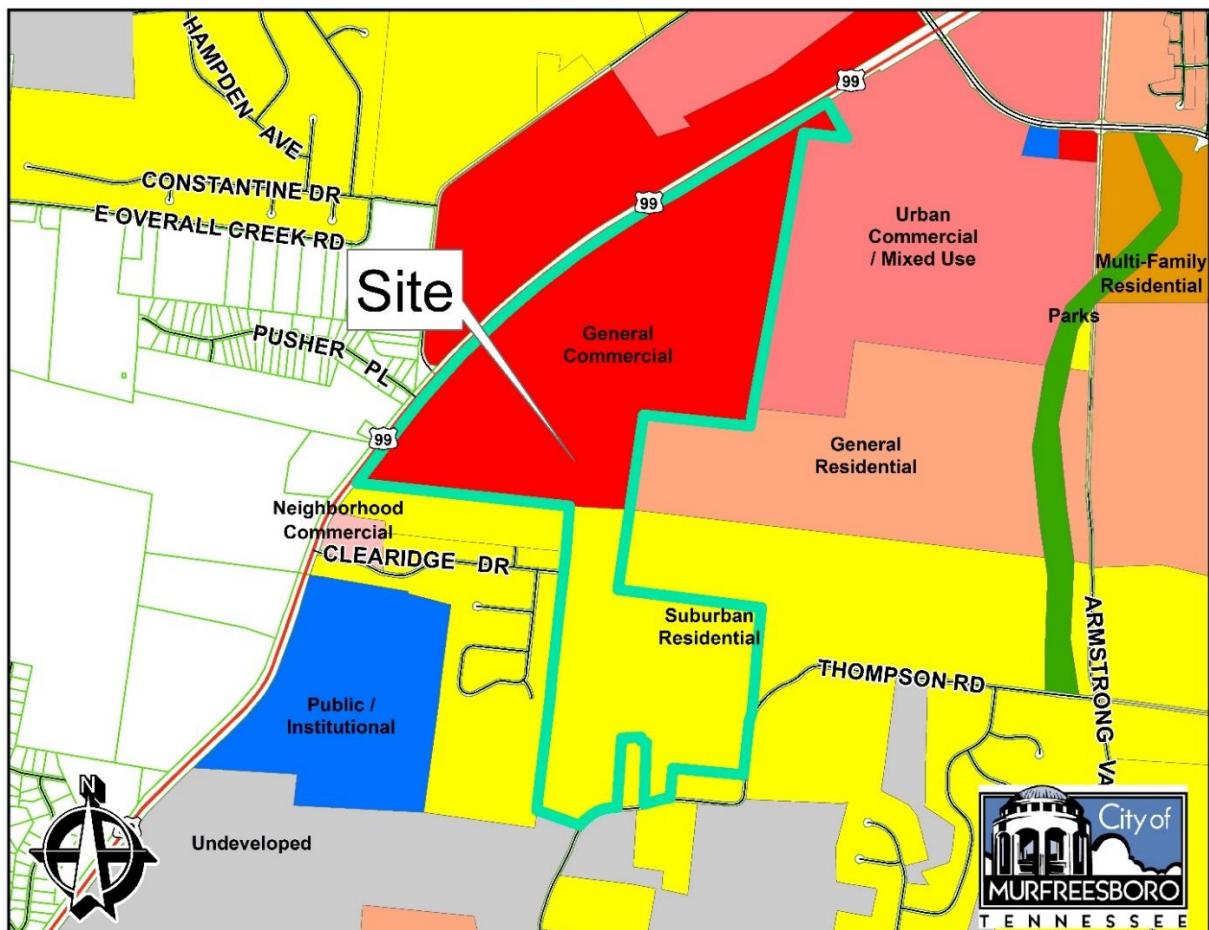 HAMPDEN AVE
99
CONSTANTINE DR
E OVERALL CREEK RD
99
Urban
Commercial
/ Mixed Use
Multi-Family
Residential
Site
Parks
PUSHER PL
General
Commercial
99
General
Residential
Neighborhood
Commercial
CLEARIDGE DR
Suburban
Residential
THOMPSON RD
ARMSTRONG VA
Public /
Institutional
N
Undeveloped
City of
MURFREESBORO
TENNESSEE